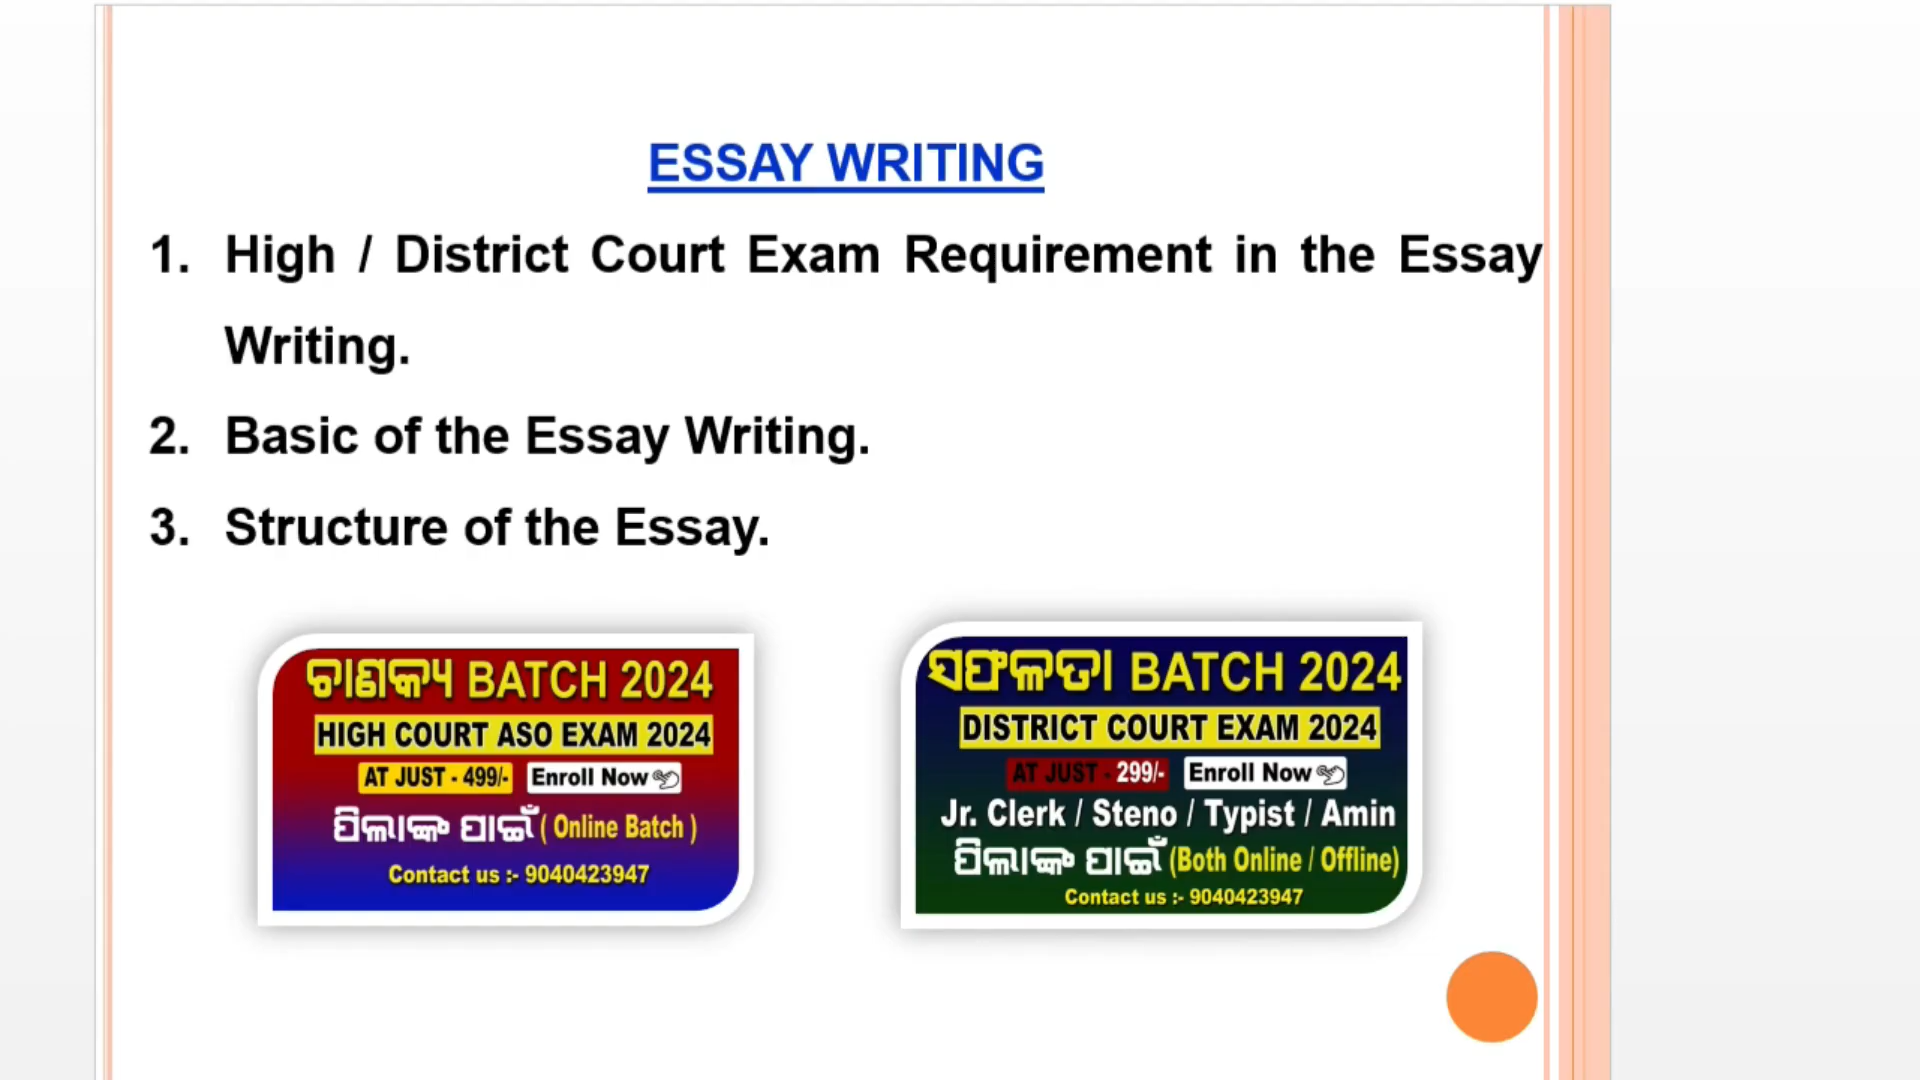 ESSAY WRITING
1. High / District Court Exam Requirement in the Essay
Writing.
2. Basic of the Essay Writing.
3. Structure of the Essay.
ଚାଣକ୍ୟ BATCH 2024
HIGH COURT ASO EXAM 2024
AT JUST - 499/- Enroll Now
ପିଲାଙ୍କ ପାଇଁ ( Online Batch )
Contact us :- 9040423947
ସଫଳତା BATCH 2024
DISTRICT COURT EXAM 2024
AT JUST - 299/- Enroll Now
Jr. Clerk / Steno / Typist / Amin
ପିଲାଙ୍କ ପାଇଁ (Both Online / Offline)
Contact us :- 9040423947